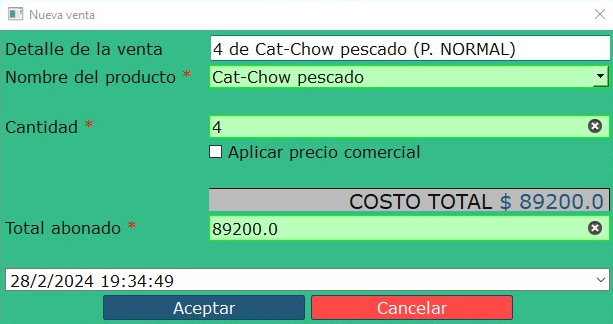 Nueva venta
Detalle de la venta 4 de Cat-Chow pescado (P. NORMAL)
Nombre del producto * Cat-Chow pescado
Cantidad * 4
Aplicar precio comercial
COSTO TOTAL $ 89200.0
Total abonado * 89200.0
28/2/2024 19:34:49
Aceptar Cancelar